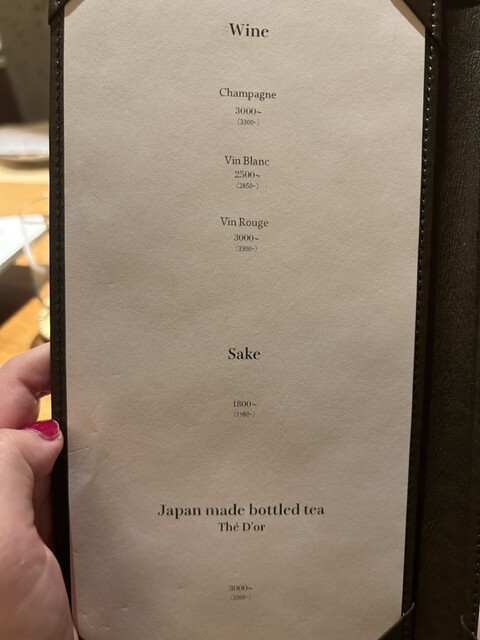 Wine
Champagne
3000~
(3300~)
Vin Blanc
2500~
(2850~)
Vin Rouge
3000~
(3300~)
Sake
1800~
(1980~)
Japan made bottled tea
Thé D'or
3000~
(3300~)